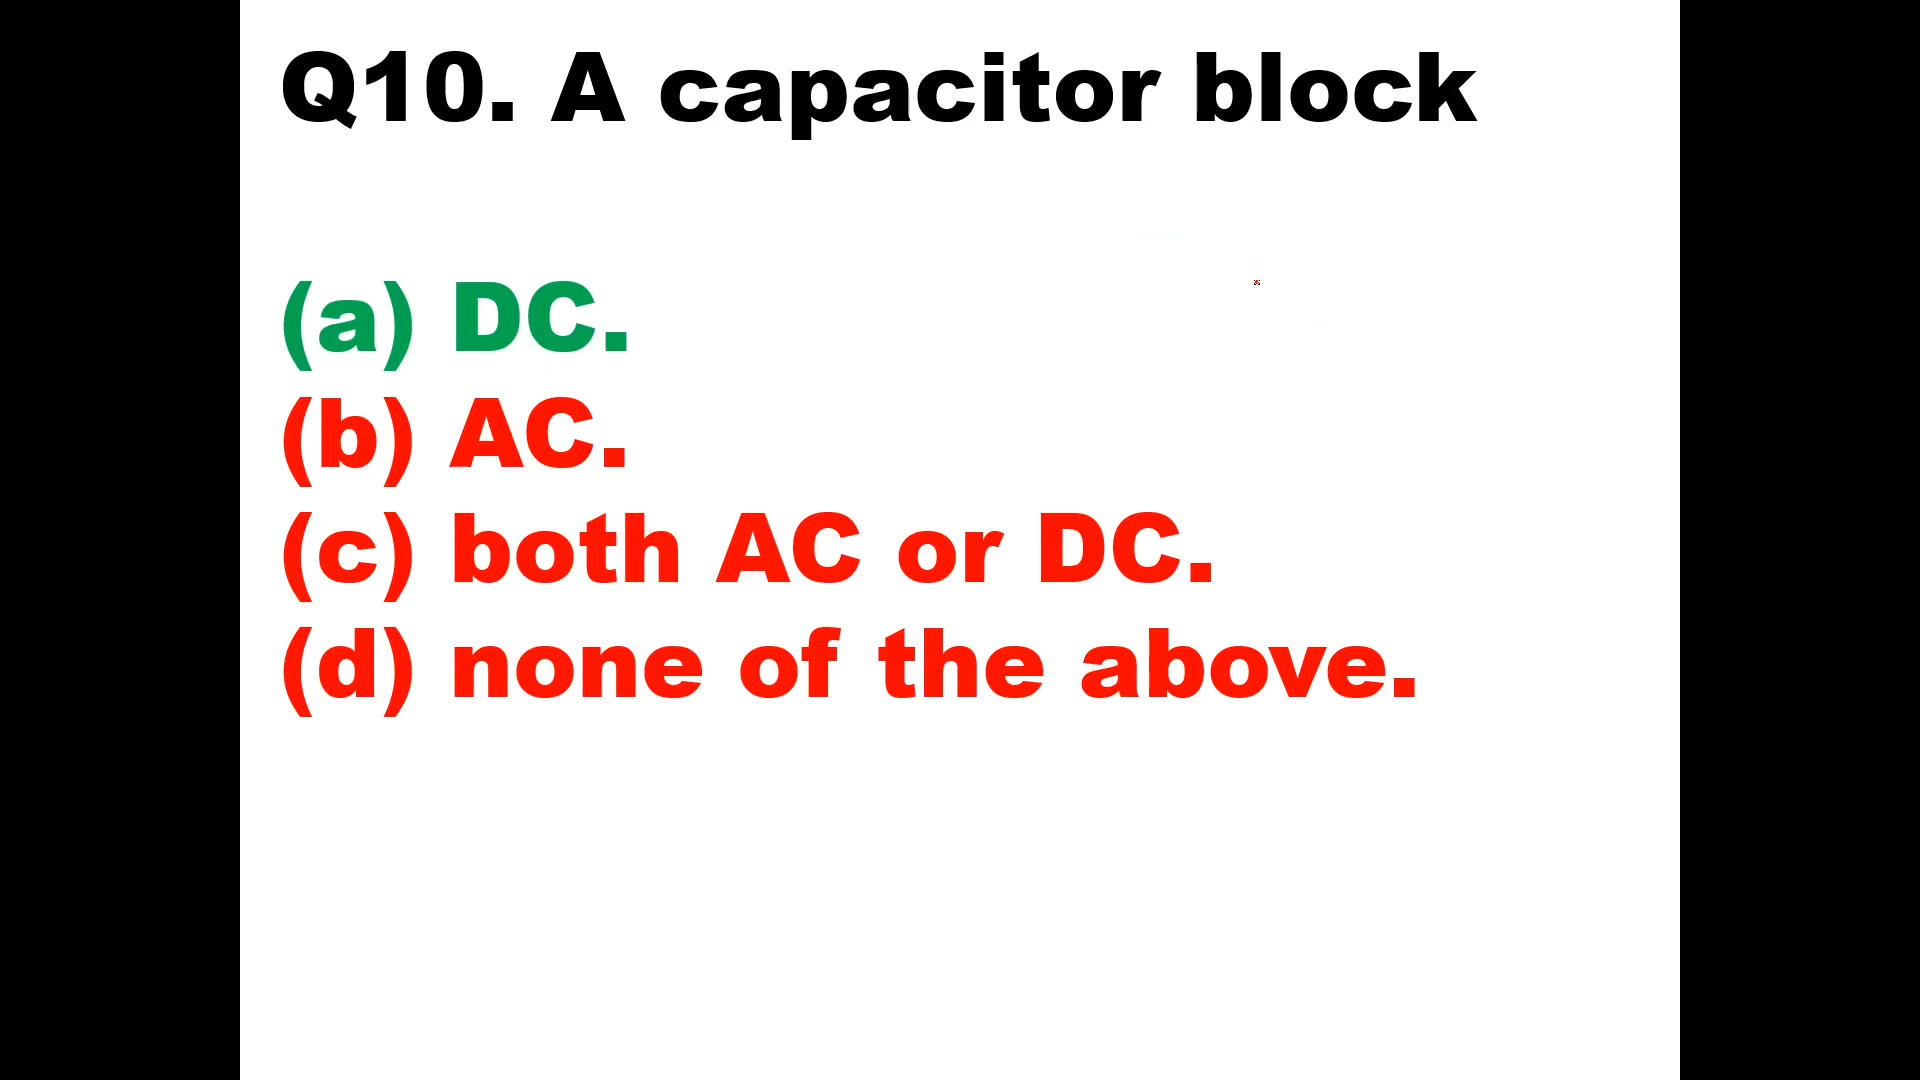 Q10. A capacitor block
(a) DC.
(b) AC.
(c) both AC or DC.
(d) none of the above.